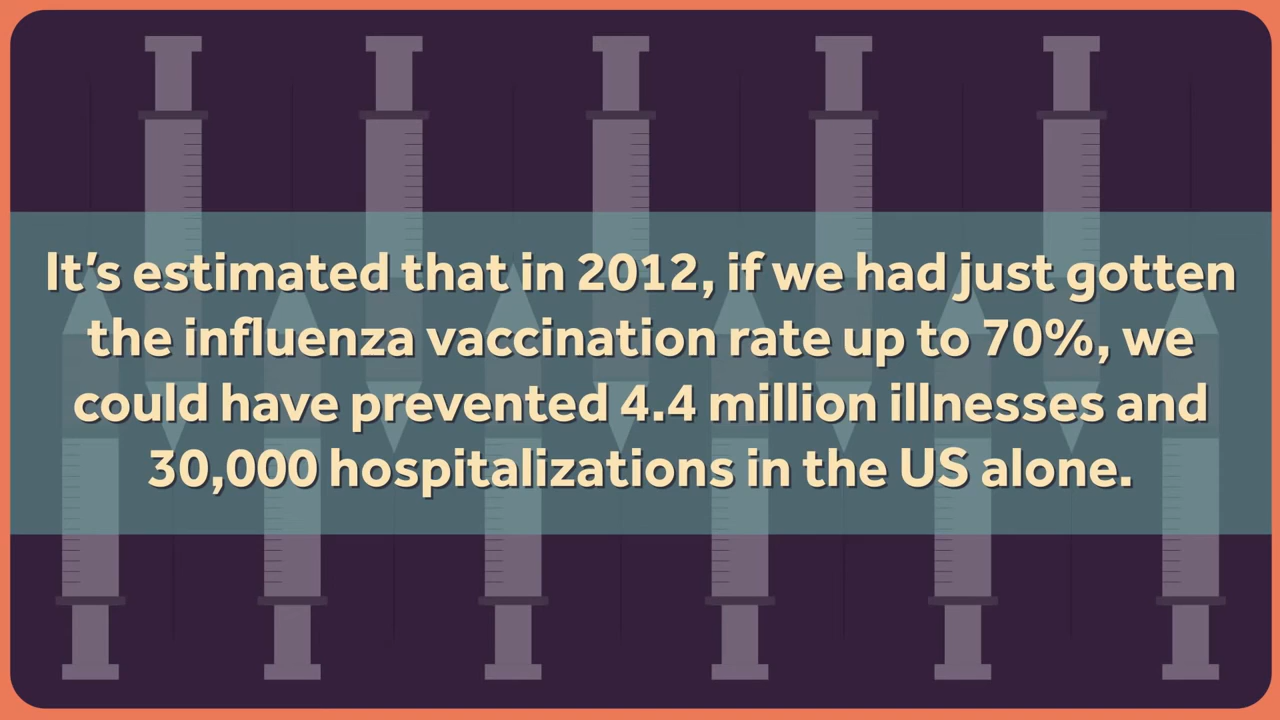 It's estimated that in 2012, if we had just gotten
the influenza vaccination rate up to 70%, we
could have prevented 4.4 million illnesses and
30,000 hospitalizations in the US alone.